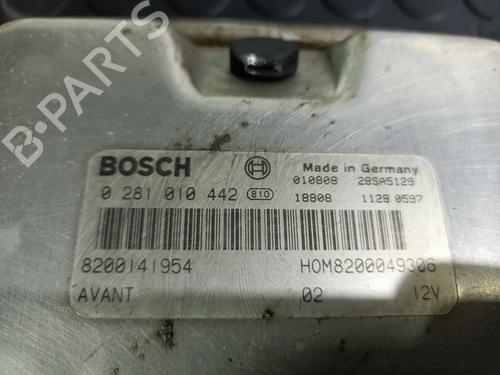 B-PARTS
BOSCH Made in Germany
010808 28SA5129
0 281 010 442 810 18808 1128 0597
8200141954 HOM8200049306
AVANT 02 12V